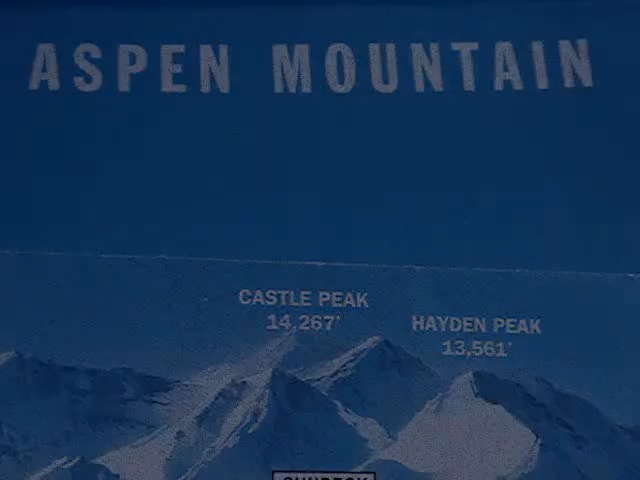 ASPEN MOUNTAIN
CASTLE PEAK
14,267'
HAYDEN PEAK
13,561'